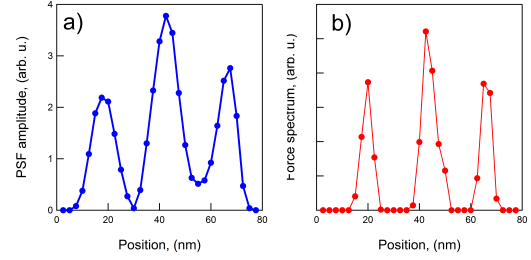 a)
PSF amplitude, (arb. u.)
4
3
2
1
0
0 20 40 60 80
Position, (nm)
b)
Force spectrum, (arb. u.)
0 20 40 60 80
Position, (nm)